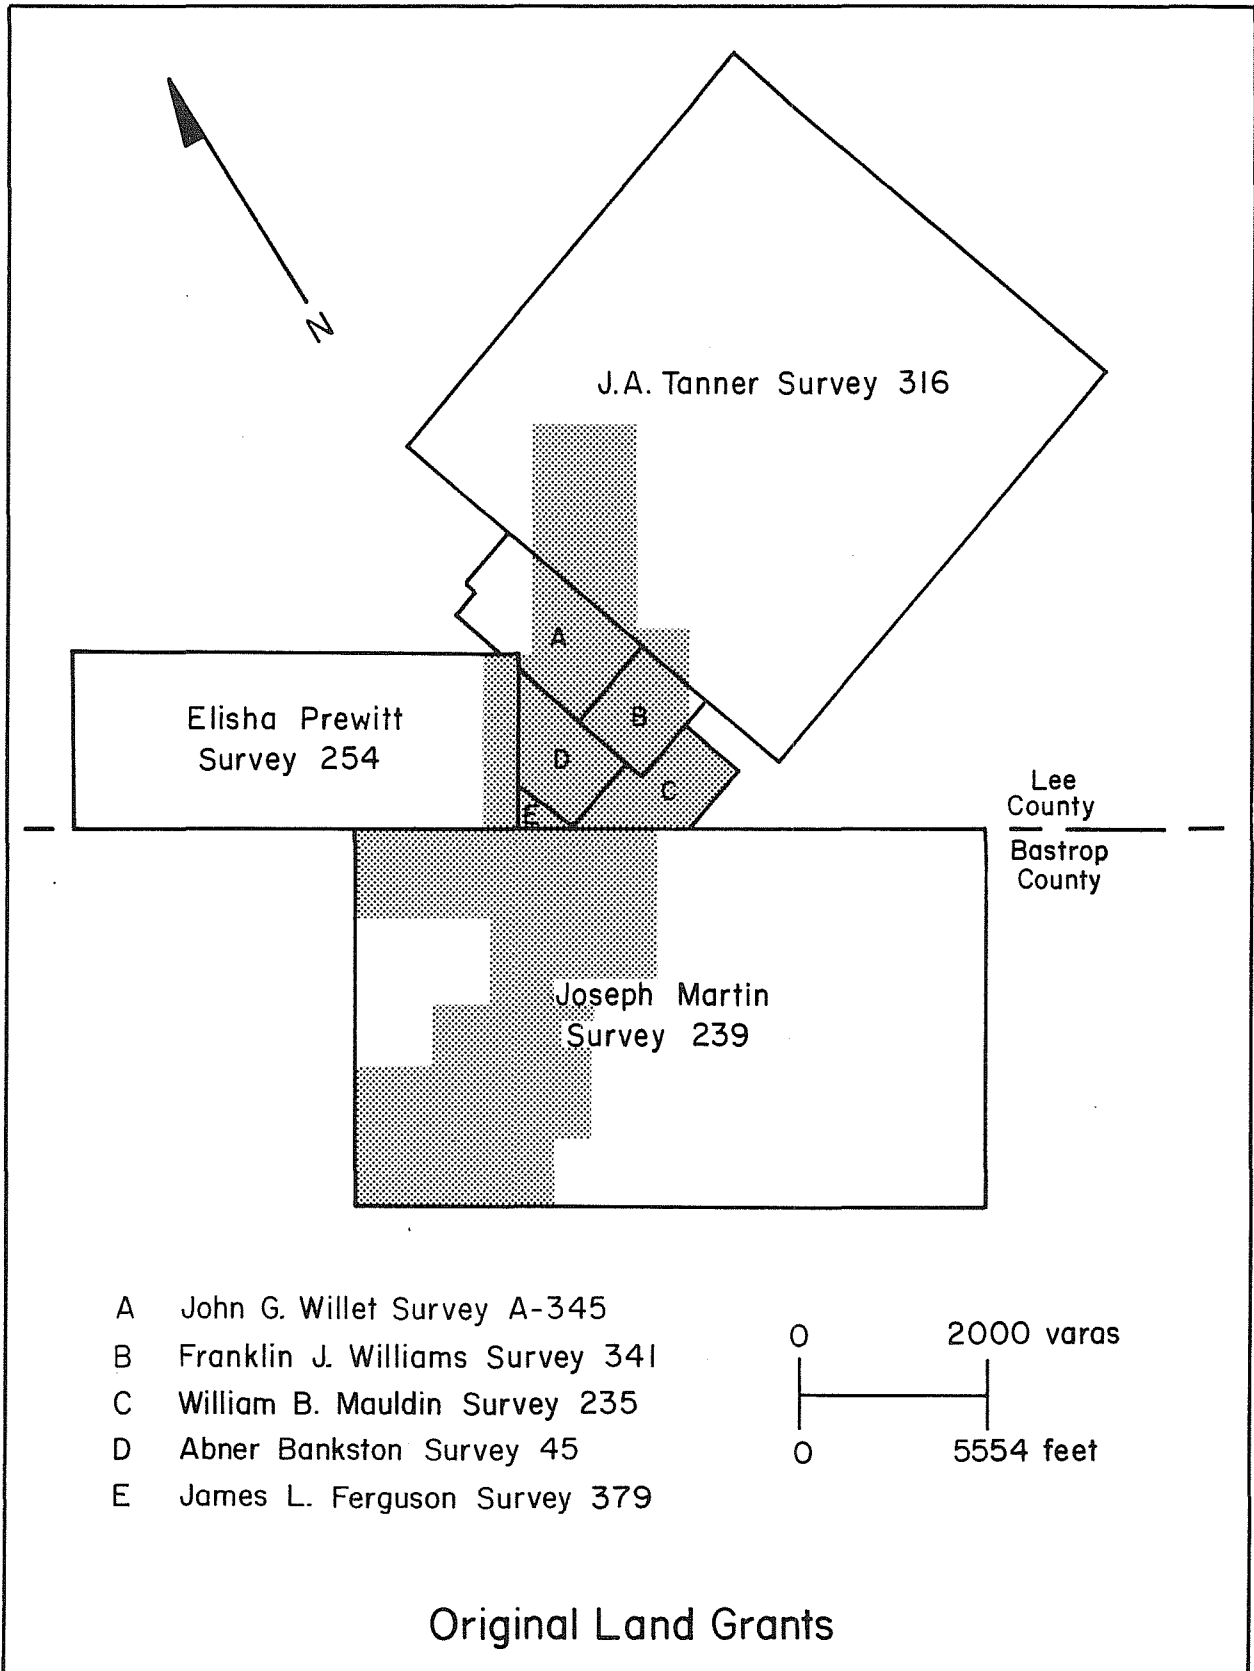 N
J.A. Tanner Survey 316
A
B
C
D
E
Elisha Prewitt
Survey 254
Lee
County
Bastrop
County
Joseph Martin
Survey 239
A John G. Willet Survey A-345
B Franklin J. Williams Survey 341
C William B. Mauldin Survey 235
D Abner Bankston Survey 45
E James L. Ferguson Survey 379
0 2000 varas
0 5554 feet
Original Land Grants